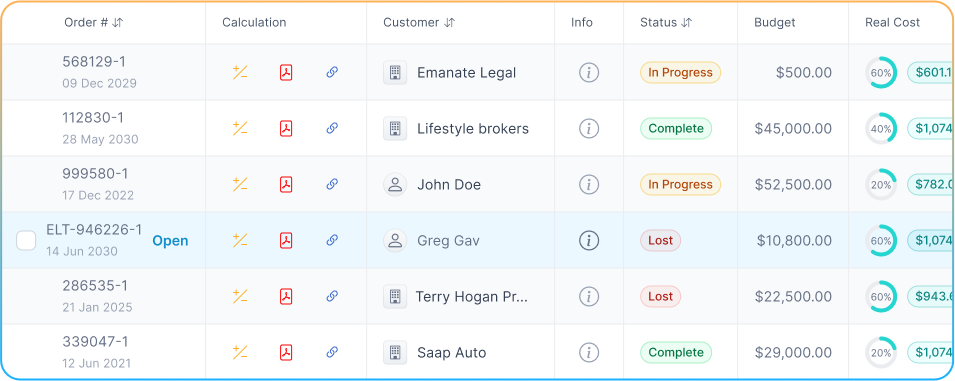 Order # Calculation Customer Info Status Budget Real Cost
568129-1
09 Dec 2029
Emanate Legal In Progress $500.00 60% $601.1
112830-1
28 May 2030
Lifestyle brokers Complete $45,000.00 40% $1,074
999580-1
17 Dec 2022
John Doe In Progress $52,500.00 20% $782.0
ELT-946226-1
14 Jun 2030
Open Greg Gav Lost $10,800.00 60% $1,074
286535-1
21 Jan 2025
Terry Hogan Pr... Lost $22,500.00 60% $943.6
339047-1
12 Jun 2021
Saap Auto Complete $29,000.00 20% $1,074